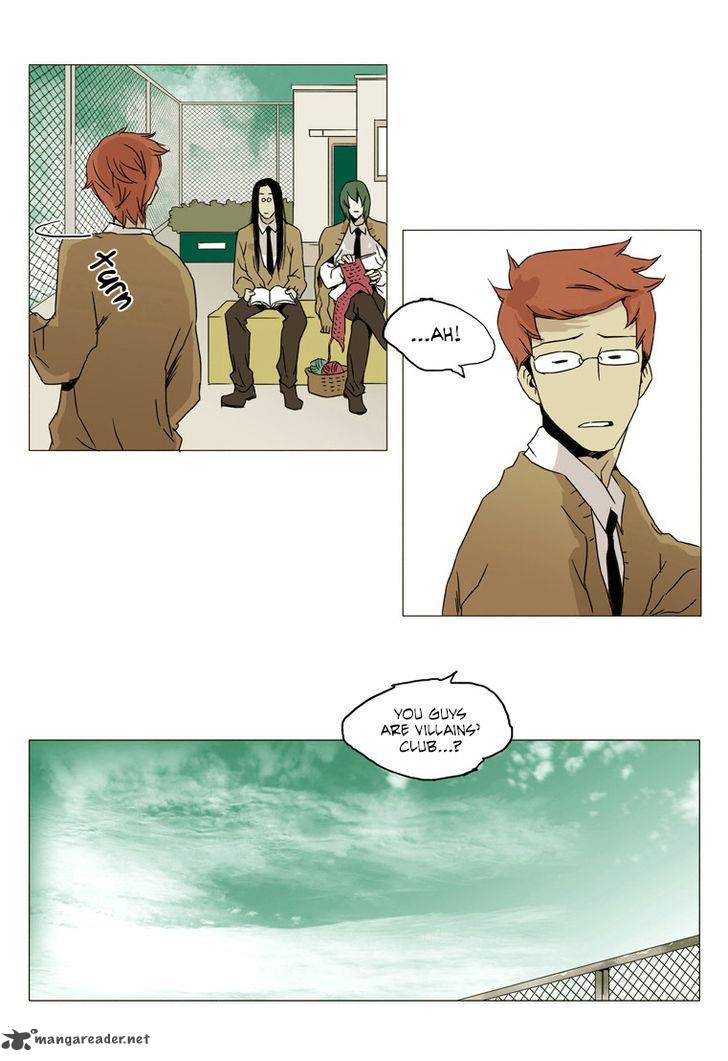 turn
...AH!
YOU GUYS
ARE VILLAINS'
CLUB...?
mangareader.net